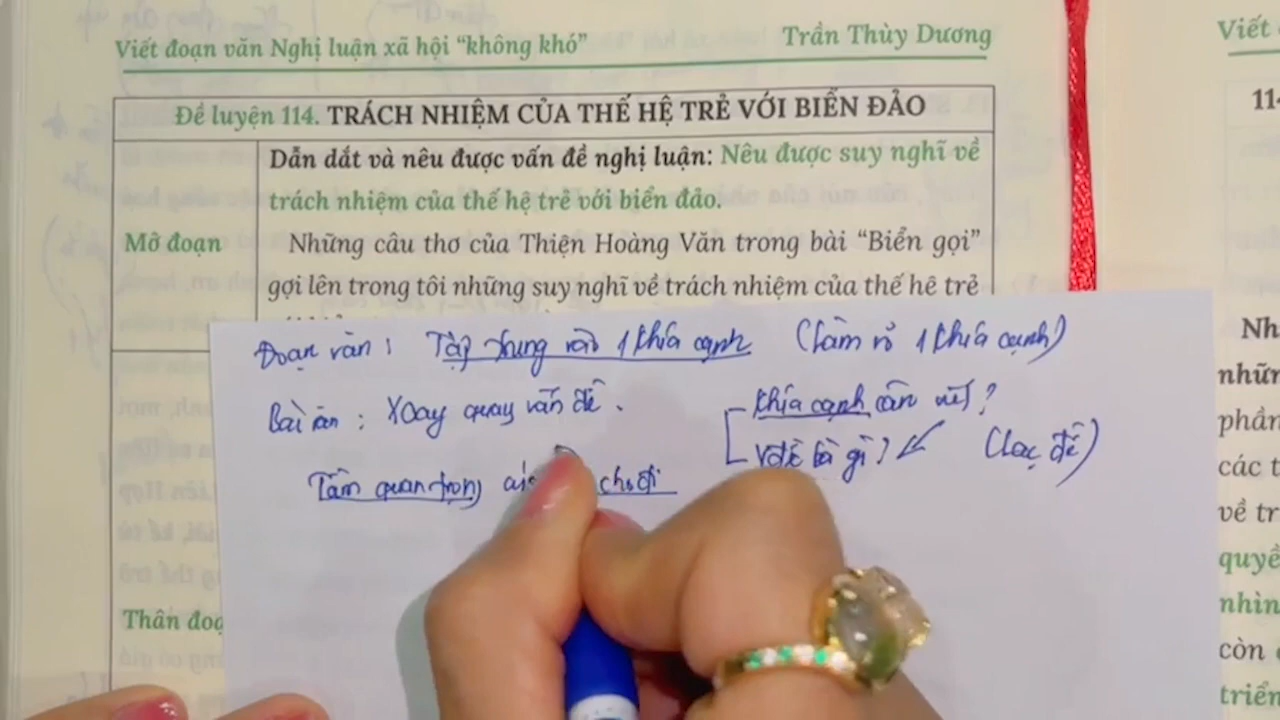 Viết đoạn văn Nghị luận xã hội “không khó”
Trần Thùy Dương
Đề luyện 114. TRÁCH NHIỆM CỦA THẾ HỆ TRẺ VỚI BIỂN ĐẢO
Dẫn dắt và nêu được vấn đề nghị luận: Nêu được suy nghĩ về
trách nhiệm của thế hệ trẻ với biển đảo.
Mở đoạn
Những câu thơ của Thiện Hoàng Văn trong bài “Biển gọi”
gợi lên trong tôi những suy nghĩ về trách nhiệm của thế hệ trẻ
Đoạn văn: Tập trung vào 1 khía cạnh (làm rõ 1 khía cạnh)
Bài văn: Xoay quay vấn đề.
khía cạnh cần viết?
Vđề là gì? (lạc đề)
Tầm quan trọng cho đi
Thân đoạ
Viết
11
Nh
những
phần
các t
về tr
quyề
nhìn
còn
triển